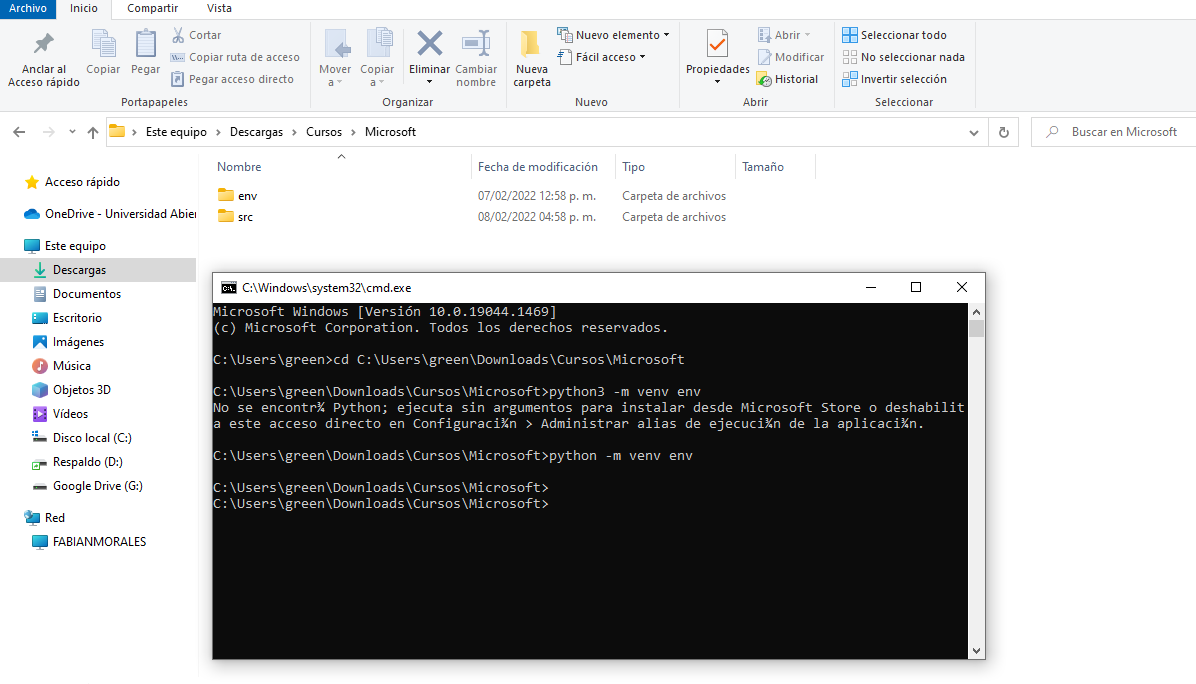 Archivo Inicio Compartir Vista
Anclar al Acceso rápido
Copiar
Pegar
Cortar
Copiar ruta de acceso
Pegar acceso directo
Portapapeles
Mover a
Copiar a
Eliminar
Cambiar nombre
Organizar
Nueva carpeta
Nuevo elemento
Fácil acceso
Nuevo
Propiedades
Abrir
Modificar
Historial
Abrir
Seleccionar todo
No seleccionar nada
Invertir selección
Seleccionar
Este equipo > Descargas > Cursos > Microsoft
Buscar en Microsoft
Acceso rápido
OneDrive - Universidad Abier
Este equipo
Descargas
Documentos
Escritorio
Imágenes
Música
Objetos 3D
Vídeos
Disco local (C:)
Respaldo (D:)
Google Drive (G:)
Red
FABIANMORALES
Nombre Fecha de modificación Tipo Tamaño
env 07/02/2022 12:58 p. m. Carpeta de archivos
src 08/02/2022 04:58 p. m. Carpeta de archivos
C:\Windows\system32\cmd.exe
Microsoft Windows [Versión 10.0.19044.1469]
(c) Microsoft Corporation. Todos los derechos reservados.
C:\Users\green>cd C:\Users\green\Downloads\Cursos\Microsoft
C:\Users\green\Downloads\Cursos\Microsoft>python3 -m venv env
No se encontr¾ Python; ejecuta sin argumentos para instalar desde Microsoft Store o deshabilit
a este acceso directo en Configuraci¾n > Administrar alias de ejecuci¾n de la aplicaci¾n.
C:\Users\green\Downloads\Cursos\Microsoft>python -m venv env
C:\Users\green\Downloads\Cursos\Microsoft>
C:\Users\green\Downloads\Cursos\Microsoft>